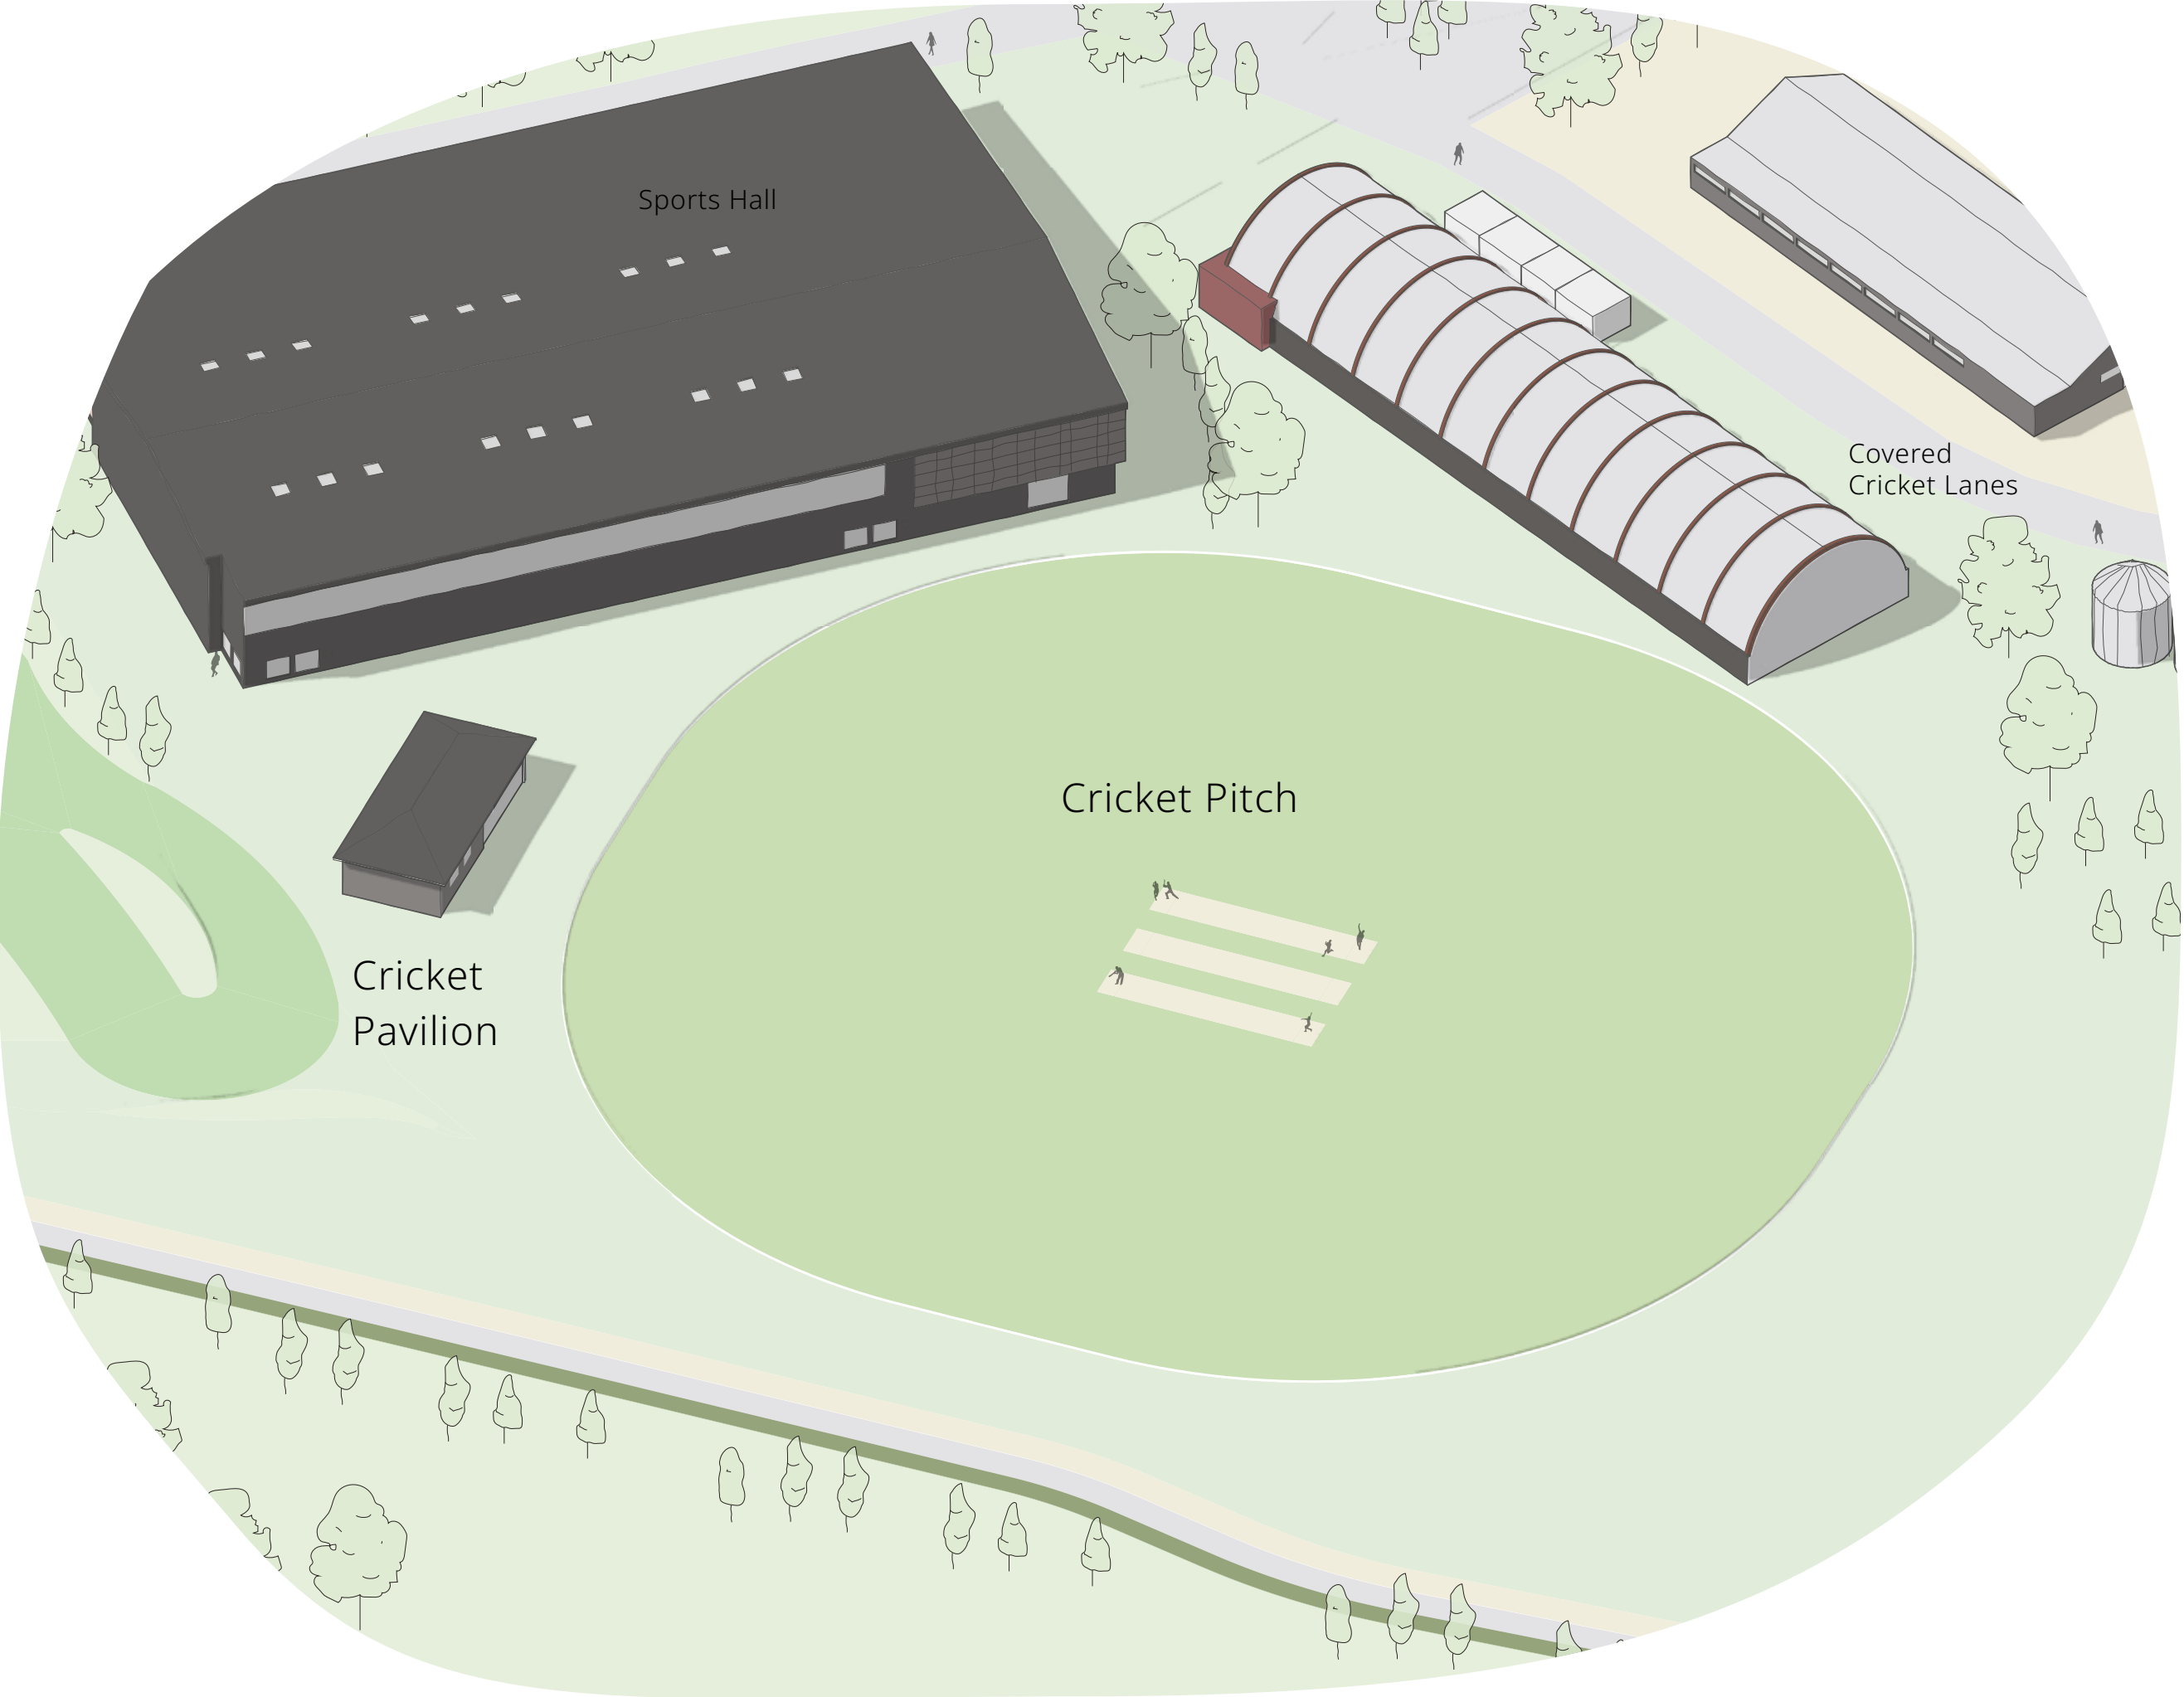 Sports Hall
Covered
Cricket Lanes
Cricket Pitch
Cricket
Pavilion